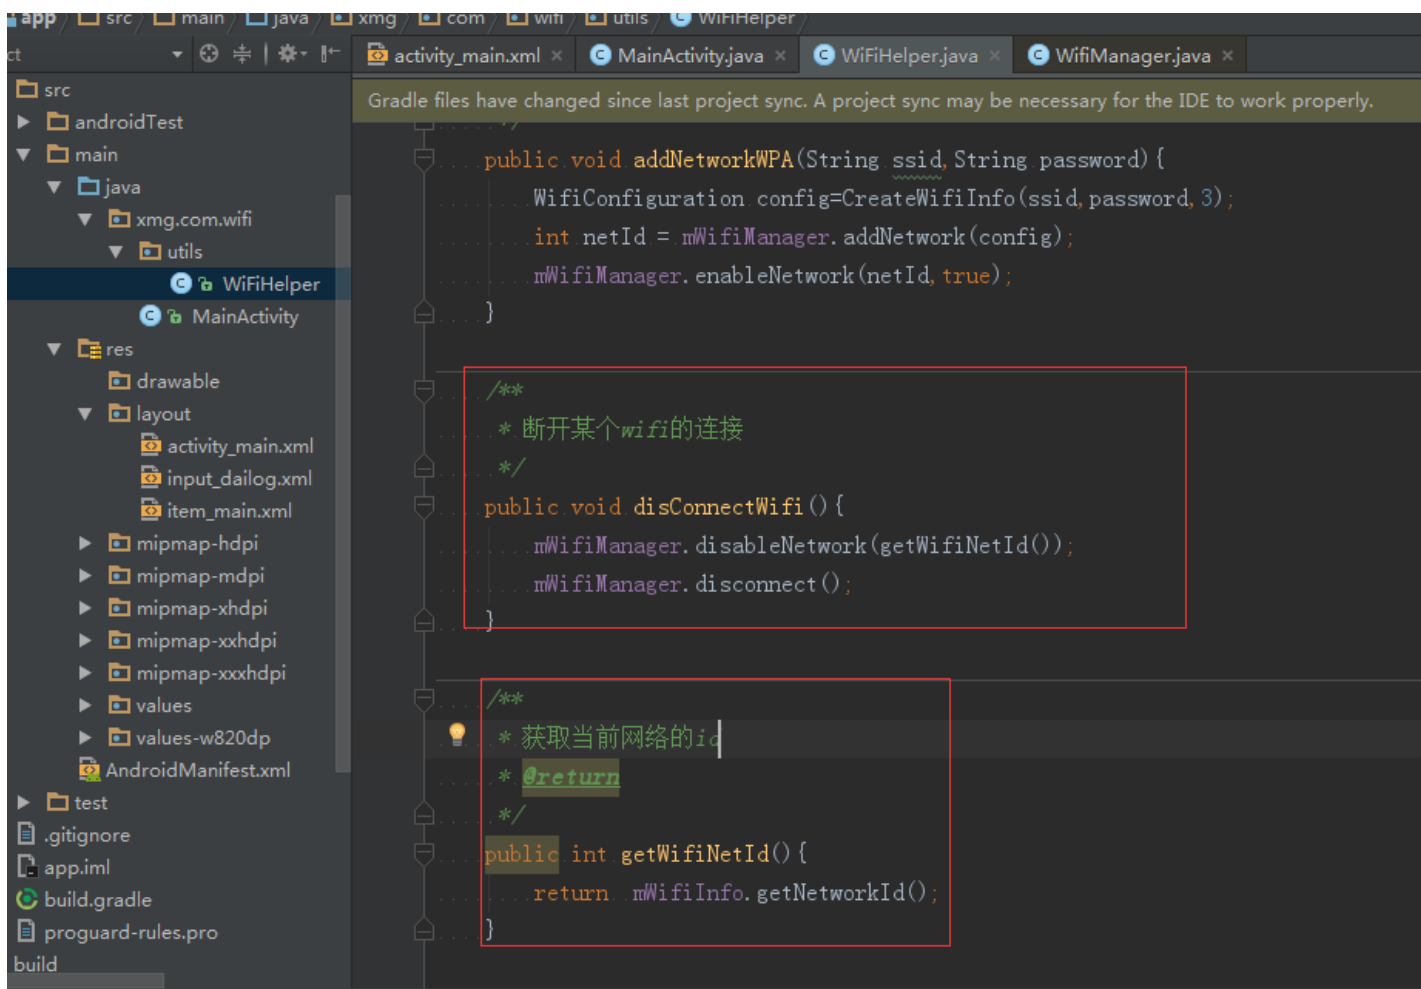 app src main java xmg com wifi utils WiFiHelper
ct
activity_main.xml × MainActivity.java × WiFiHelper.java × WifiManager.java ×
Gradle files have changed since last project sync. A project sync may be necessary for the IDE to work properly.
src
androidTest
main
java
xmg.com.wifi
utils
WiFiHelper
MainActivity
res
drawable
layout
activity_main.xml
input_dailog.xml
item_main.xml
mipmap-hdpi
mipmap-mdpi
mipmap-xhdpi
mipmap-xxhdpi
mipmap-xxxhdpi
values
values-w820dp
AndroidManifest.xml
test
.gitignore
app.iml
build.gradle
proguard-rules.pro
build
*/
public void addNetworkWPA(String ssid,String password){
WifiConfiguration config=CreateWifiInfo(ssid,password,3);
int netId = mWifiManager.addNetwork(config);
mWifiManager.enableNetwork(netId,true);
}
/**
* 断开某个wifi的连接
*/
public void disConnectWifi(){
mWifiManager.disableNetwork(getWifiNetId());
mWifiManager.disconnect();
}
/**
* 获取当前网络的id
* @return
*/
public int getWifiNetId(){
return mWifiInfo.getNetworkId();
}